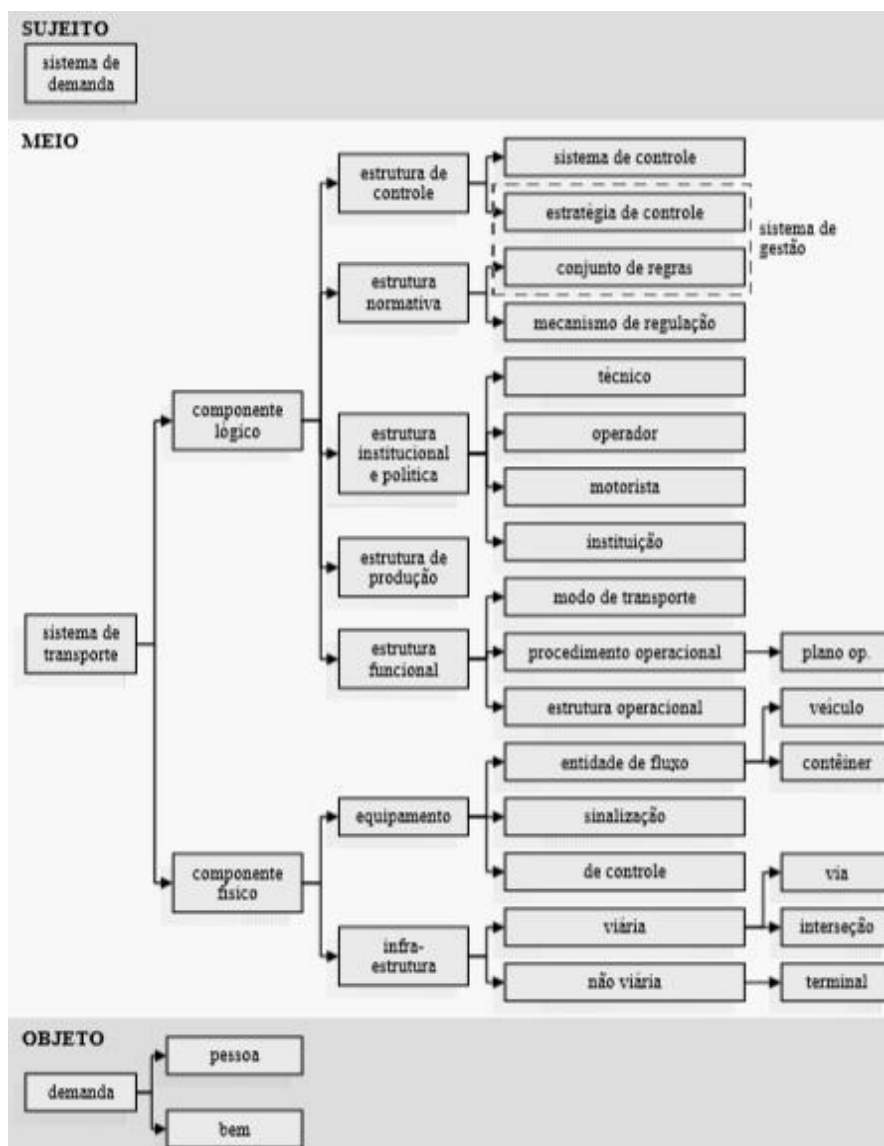 SUJEITO
sistema de
demanda
MEIO
estrutura de
controle
sistema de controle
estratégia de controle
sistema de
gestão
estrutura
normativa
conjunto de regras
mecanismo de regulação
componente
lógico
estrutura
institucional
e política
técnico
operador
motorista
instituição
estrutura de
produção
sistema de
transporte
estrutura
funcional
modo de transporte
procedimento operacional
plano op.
estrutura operacional
componente
físico
equipamento
entidade de fluxo
veículo
contêiner
sinalização
de controle
infra-
estrutura
viária
via
interseção
não viária
terminal
OBJETO
demanda
pessoa
bem